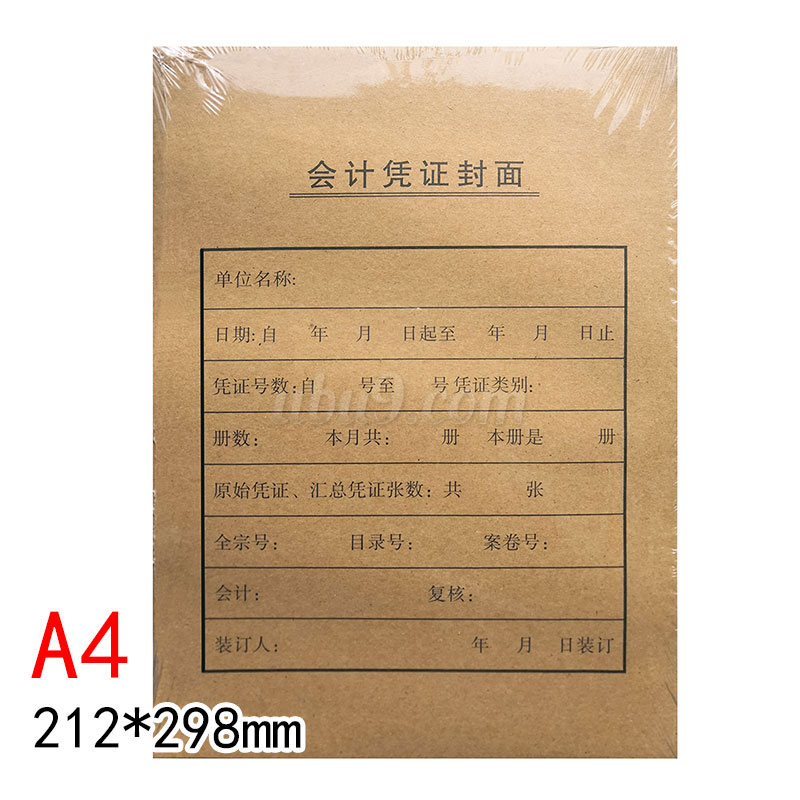 会计凭证封面
单位名称:
日期:自 年 月 日起至 年 月 日止
凭证号数:自 号至 号 凭证类别:
ubu9.com
册数: 本月共: 册 本册是 册
原始凭证、汇总凭证张数: 共 张
全宗号: 目录号: 案卷号:
会计: 复核:
装订人: 年 月 日装订
A4
212*298mm